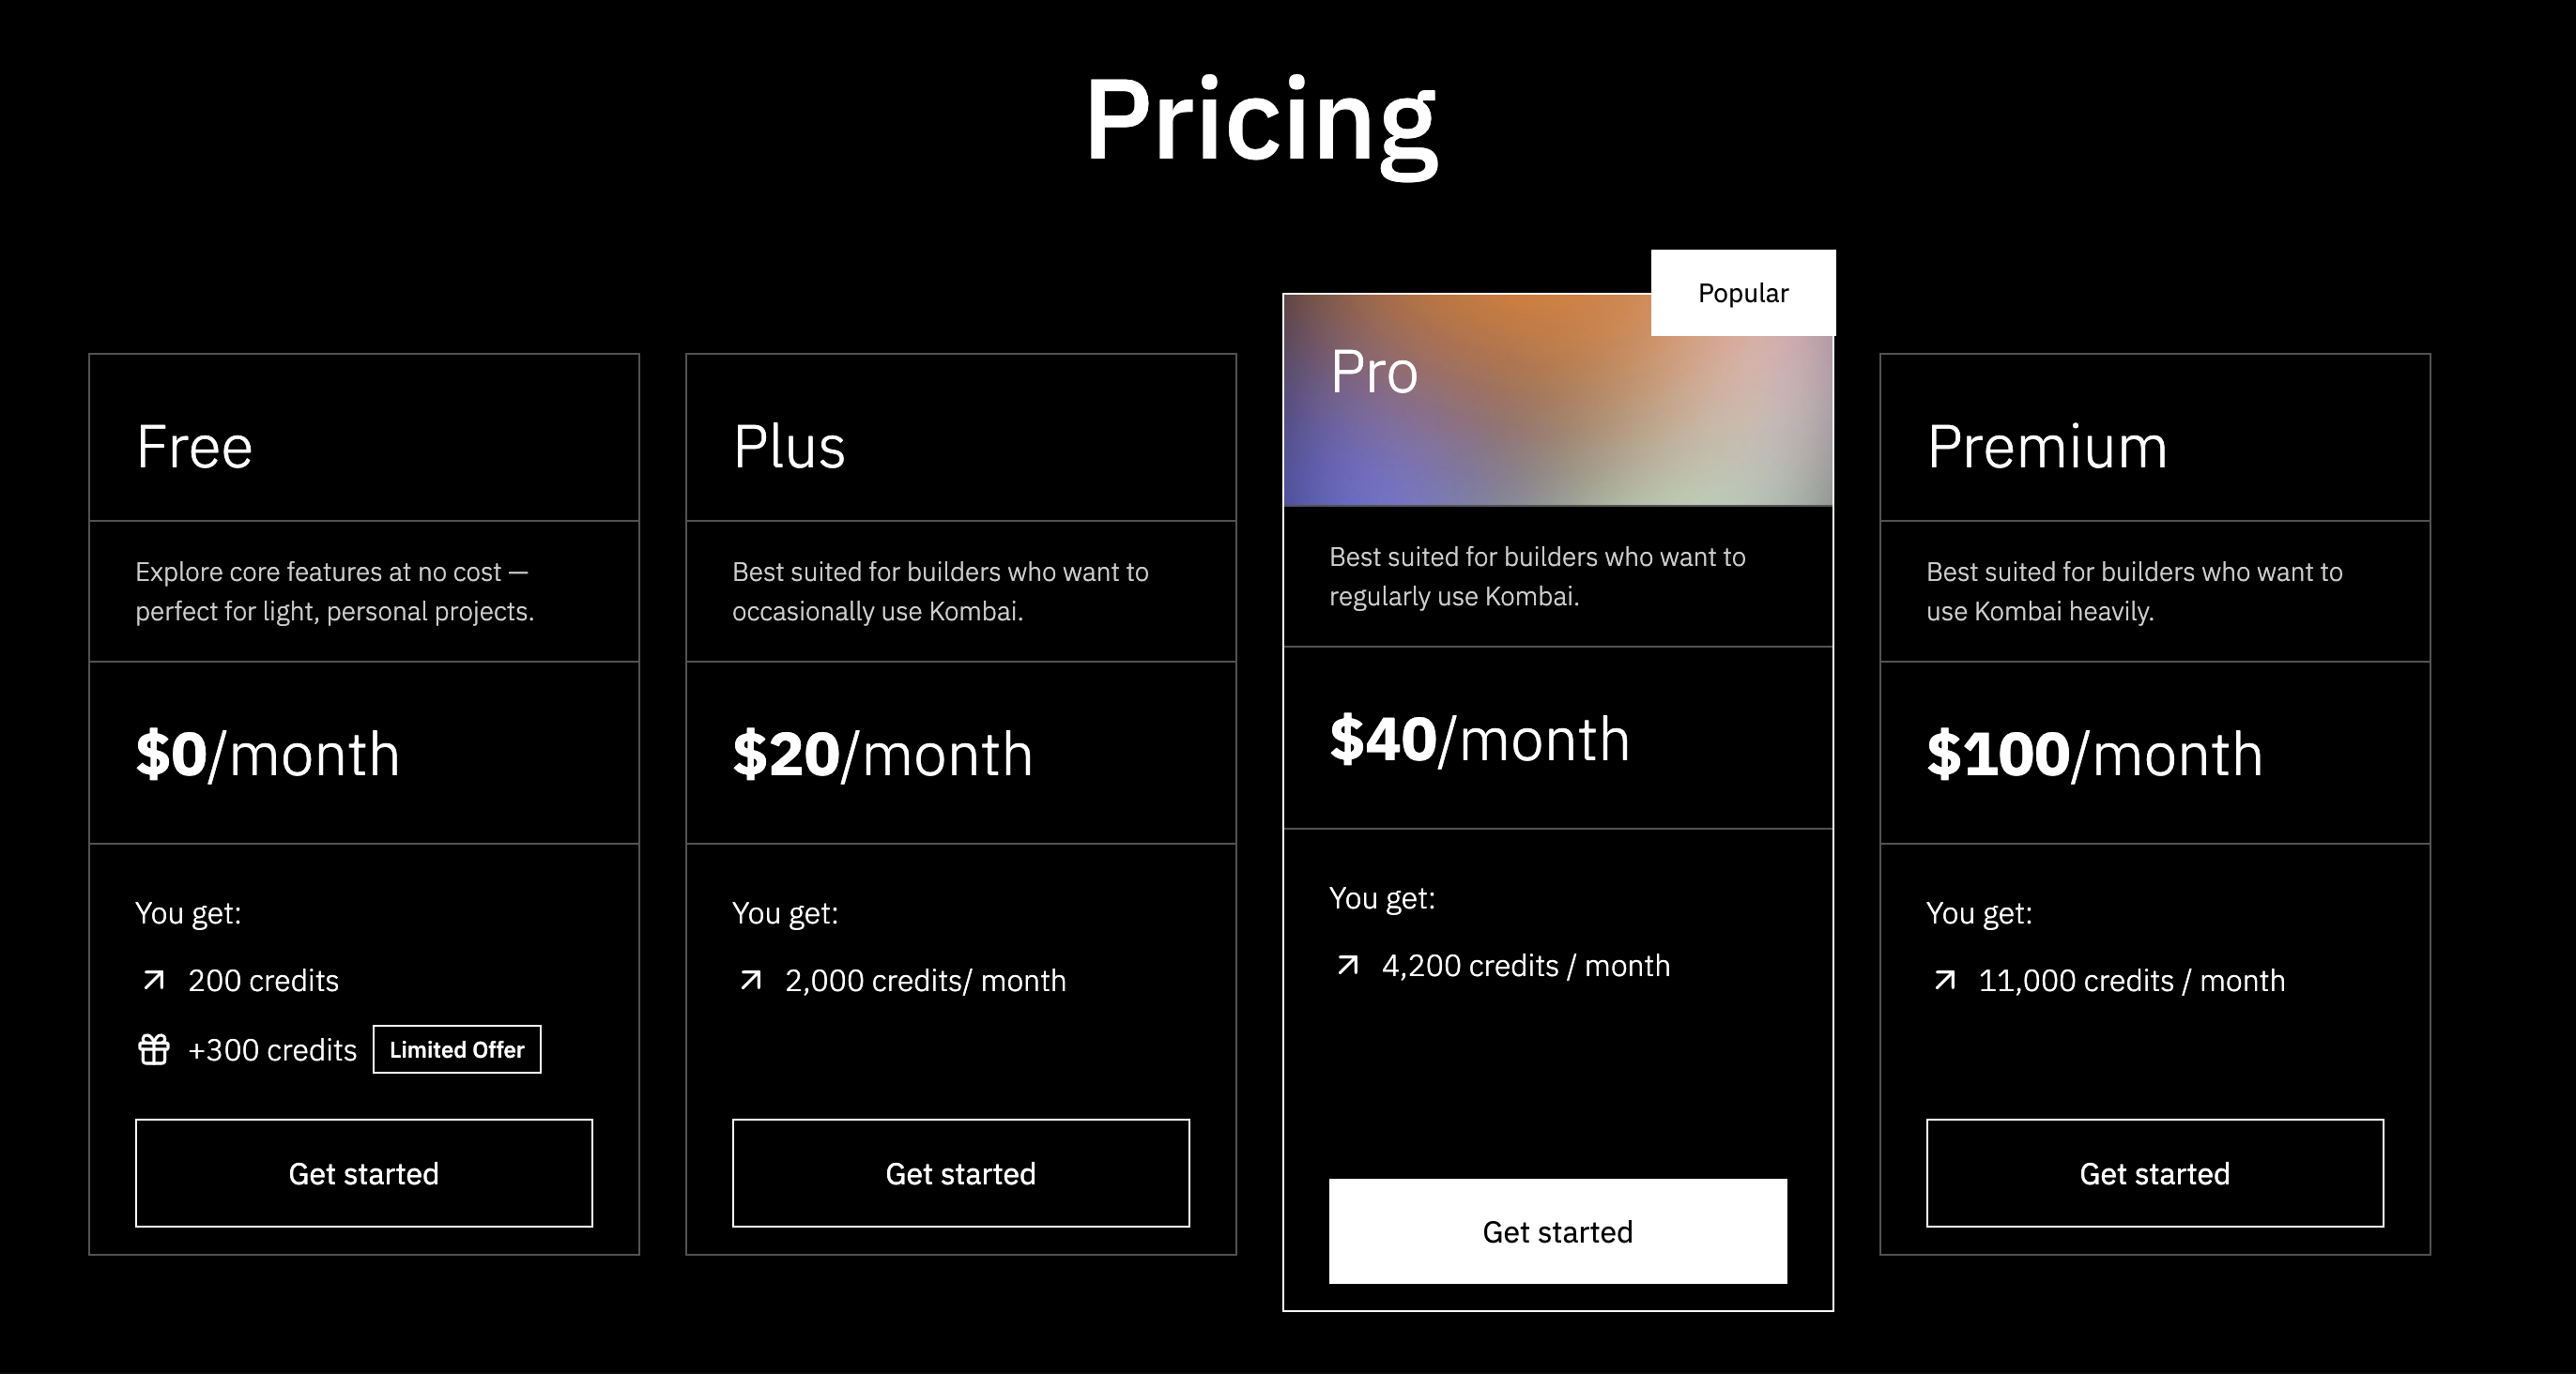 Pricing
Free
Explore core features at no cost —
perfect for light, personal projects.
$0/month
You get:
200 credits
+300 credits Limited Offer
Get started
Plus
Best suited for builders who want to
occasionally use Kombai.
$20/month
You get:
2,000 credits/ month
Get started
Popular
Pro
Best suited for builders who want to
regularly use Kombai.
$40/month
You get:
4,200 credits / month
Get started
Premium
Best suited for builders who want to
use Kombai heavily.
$100/month
You get:
11,000 credits / month
Get started